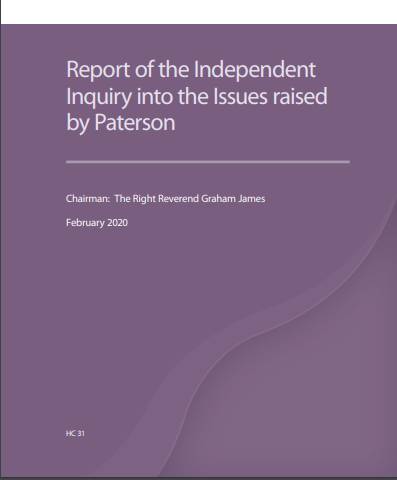 Report of the Independent
Inquiry into the Issues raised
by Paterson
Chairman: The Right Reverend Graham James
February 2020
HC 31